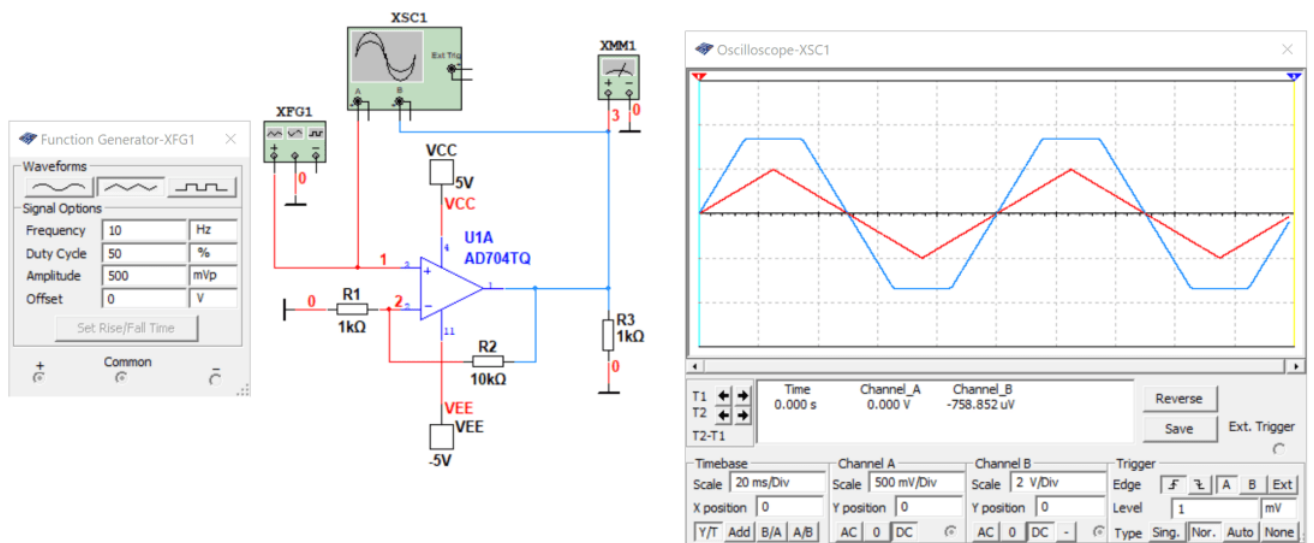 Function Generator-XFG1
Waveforms
Signal Options
Frequency 10 Hz
Duty Cycle 50 %
Amplitude 500 mVp
Offset 0 V
Set Rise/Fall Time
+ Common −
XSC1
Ext Trig
A B
XMM1
+ −
3 0
XFG1
+ −
0
VCC
5V
VCC
4
U1A
AD704TQ
1 3 +
1
0 R1 2 2 −
1kΩ
11
R2
10kΩ
R3
1kΩ
0
VEE
VEE
-5V
Oscilloscope-XSC1
Time Channel_A Channel_B
T1 0.000 s 0.000 V -758.852 uV
T2
T2-T1
Reverse
Save
Ext. Trigger
Timebase
Scale 20 ms/Div
X position 0
Y/T Add B/A A/B
Channel A
Scale 500 mV/Div
Y position 0
AC 0 DC
Channel B
Scale 2 V/Div
Y position 0
AC 0 DC -
Trigger
Edge A B Ext
Level 1 mV
Type Sing. Nor. Auto None